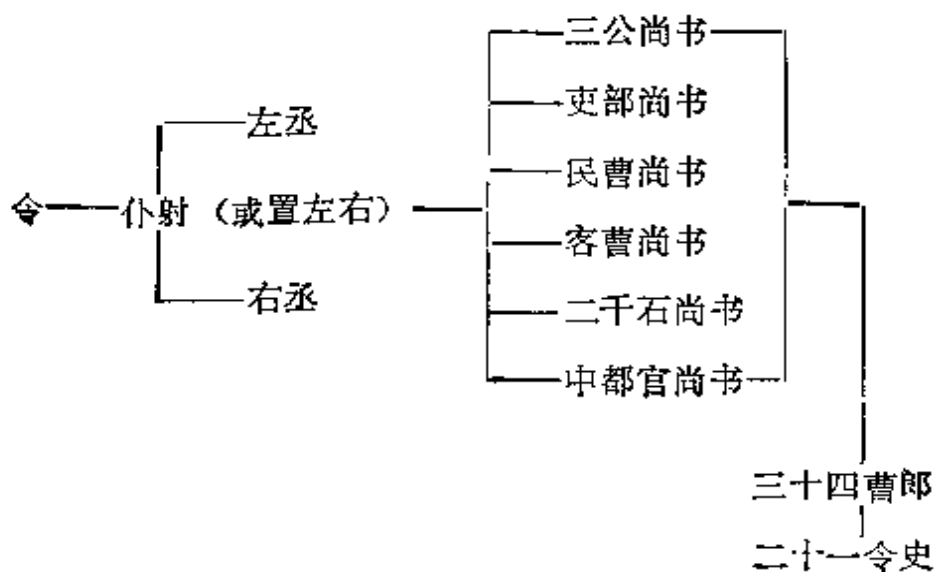 三公尚书
吏部尚书
左丞
民曹尚书
令
仆射（或置左右）
客曹尚书
右丞
二千石尚书
中都官尚书
三十四曹郎
二十一令史